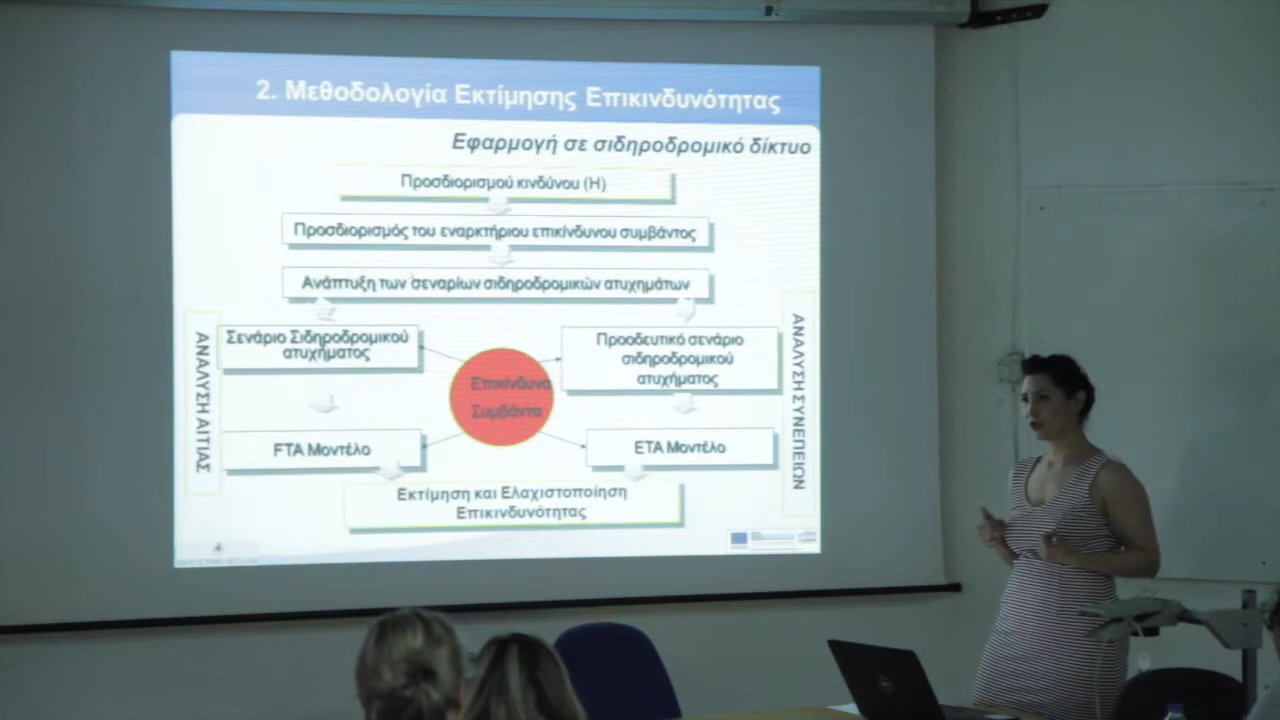 2. Μεθοδολογία Εκτίμησης Επικινδυνότητας
Εφαρμογή σε σιδηροδρομικό δίκτυο
Προσδιορισμού κινδύνου (Η)
Προσδιορισμός του εναρκτήριου επικίνδυνου συμβάντος
Ανάπτυξη των σεναρίων σιδηροδρομικών ατυχημάτων
ΑΝΑΛΥΣΗ ΑΙΤΙΑΣ
Σενάριο Σιδηροδρομικού
ατυχήματος
Επικίνδυνα
Συμβάντα
Προοδευτικό σενάριο
σιδηροδρομικού
ατυχήματος
ΑΝΑΛΥΣΗ ΣΥΝΕΠΕΙΩΝ
FTA Μοντέλο
ETA Μοντέλο
Εκτίμηση και Ελαχιστοποίηση
Επικινδυνότητας
4